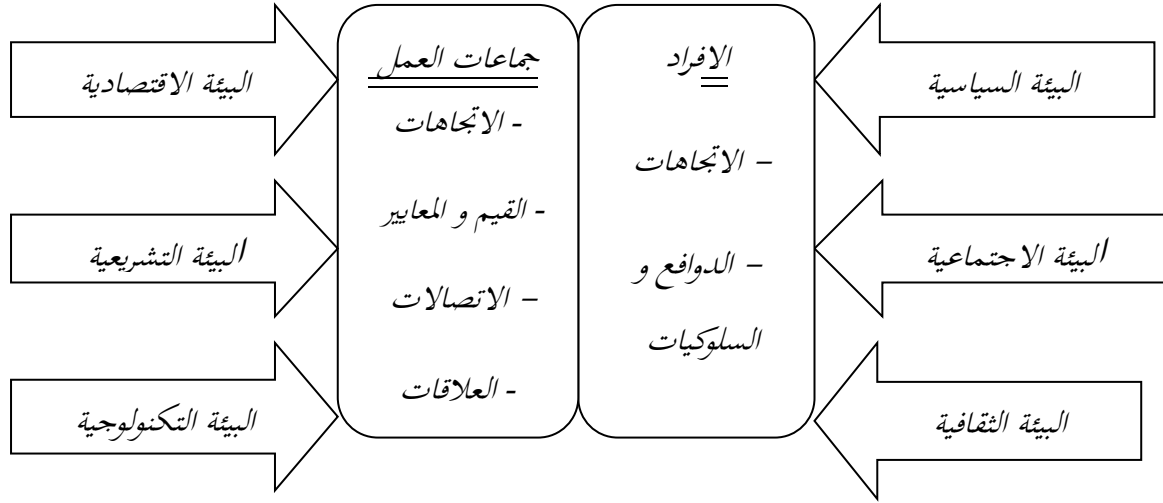 البيئة السياسية
البيئة الاجتماعية
البيئة الثقافية
الافراد
– الاتجاهات
– الدوافع و
السلوكيات
جماعات العمل
- الاتجاهات
- القيم و المعايير
– الاتصالات
- العلاقات
البيئة الاقتصادية
البيئة التشريعية
البيئة التكنولوجية